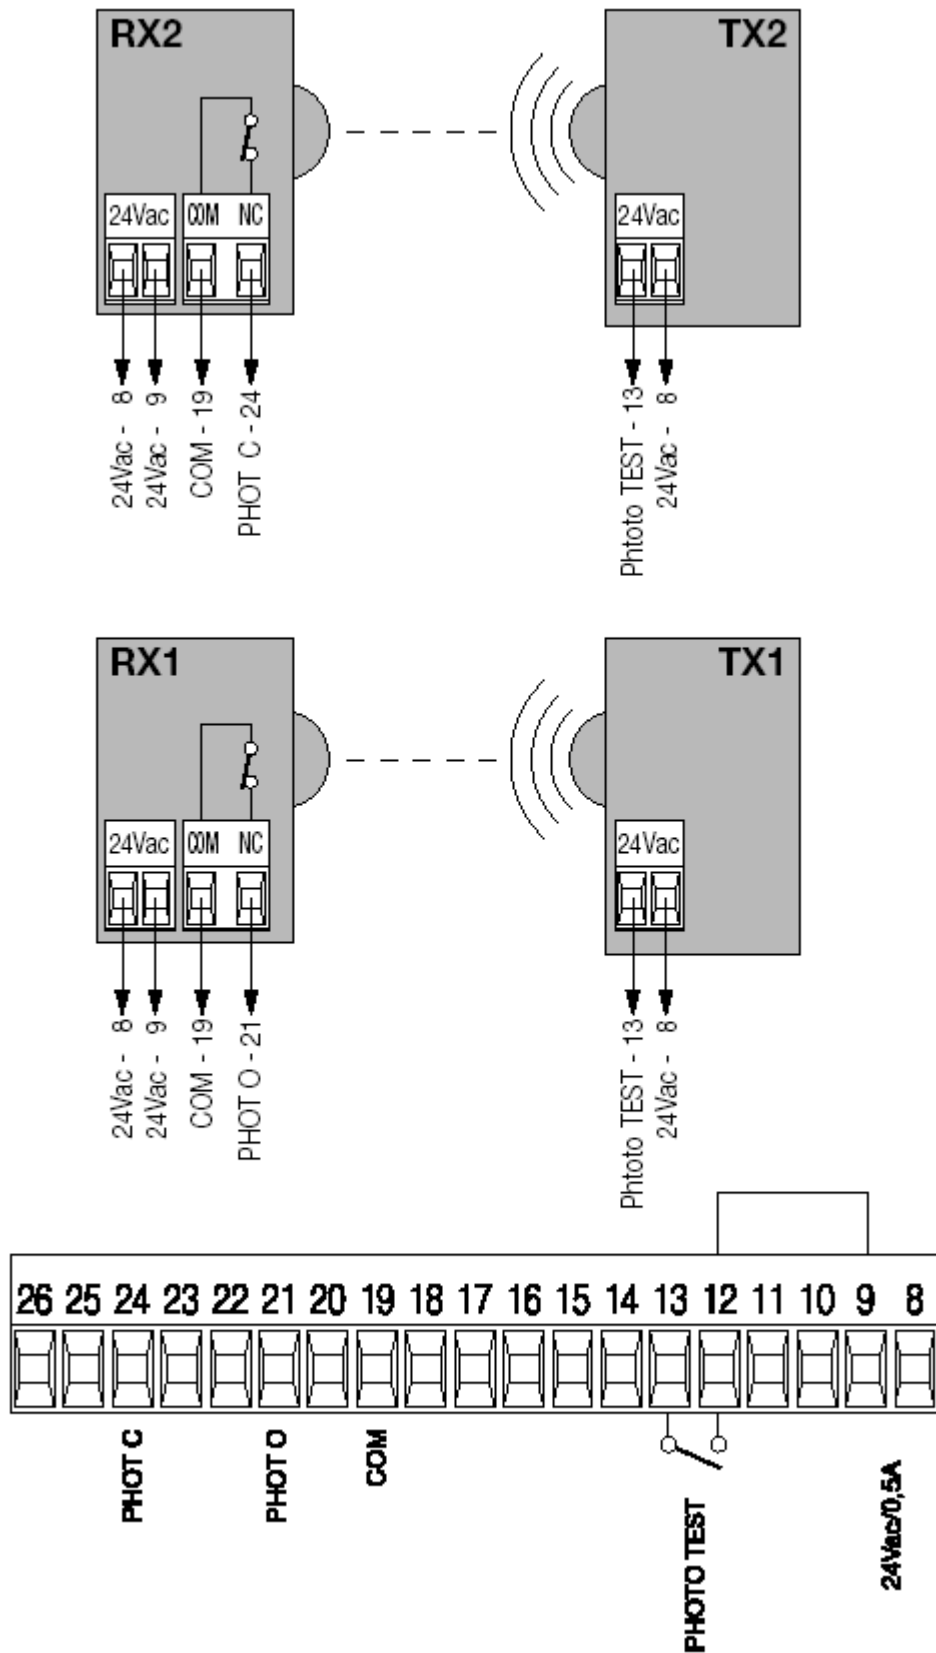 RX2
TX2
24Vac COM NC
24Vac
24Vac - 8
24Vac - 9
COM - 19
PHOT C - 24
Phtoto TEST - 13
24Vac - 8
RX1
TX1
24Vac COM NC
24Vac
24Vac - 8
24Vac - 9
COM - 19
PHOT O - 21
Phtoto TEST - 13
24Vac - 8
26 25 24 23 22 21 20 19 18 17 16 15 14 13 12 11 10 9 8
PHOT C
PHOT O
COM
PHOTO TEST
24Vac/0,5A